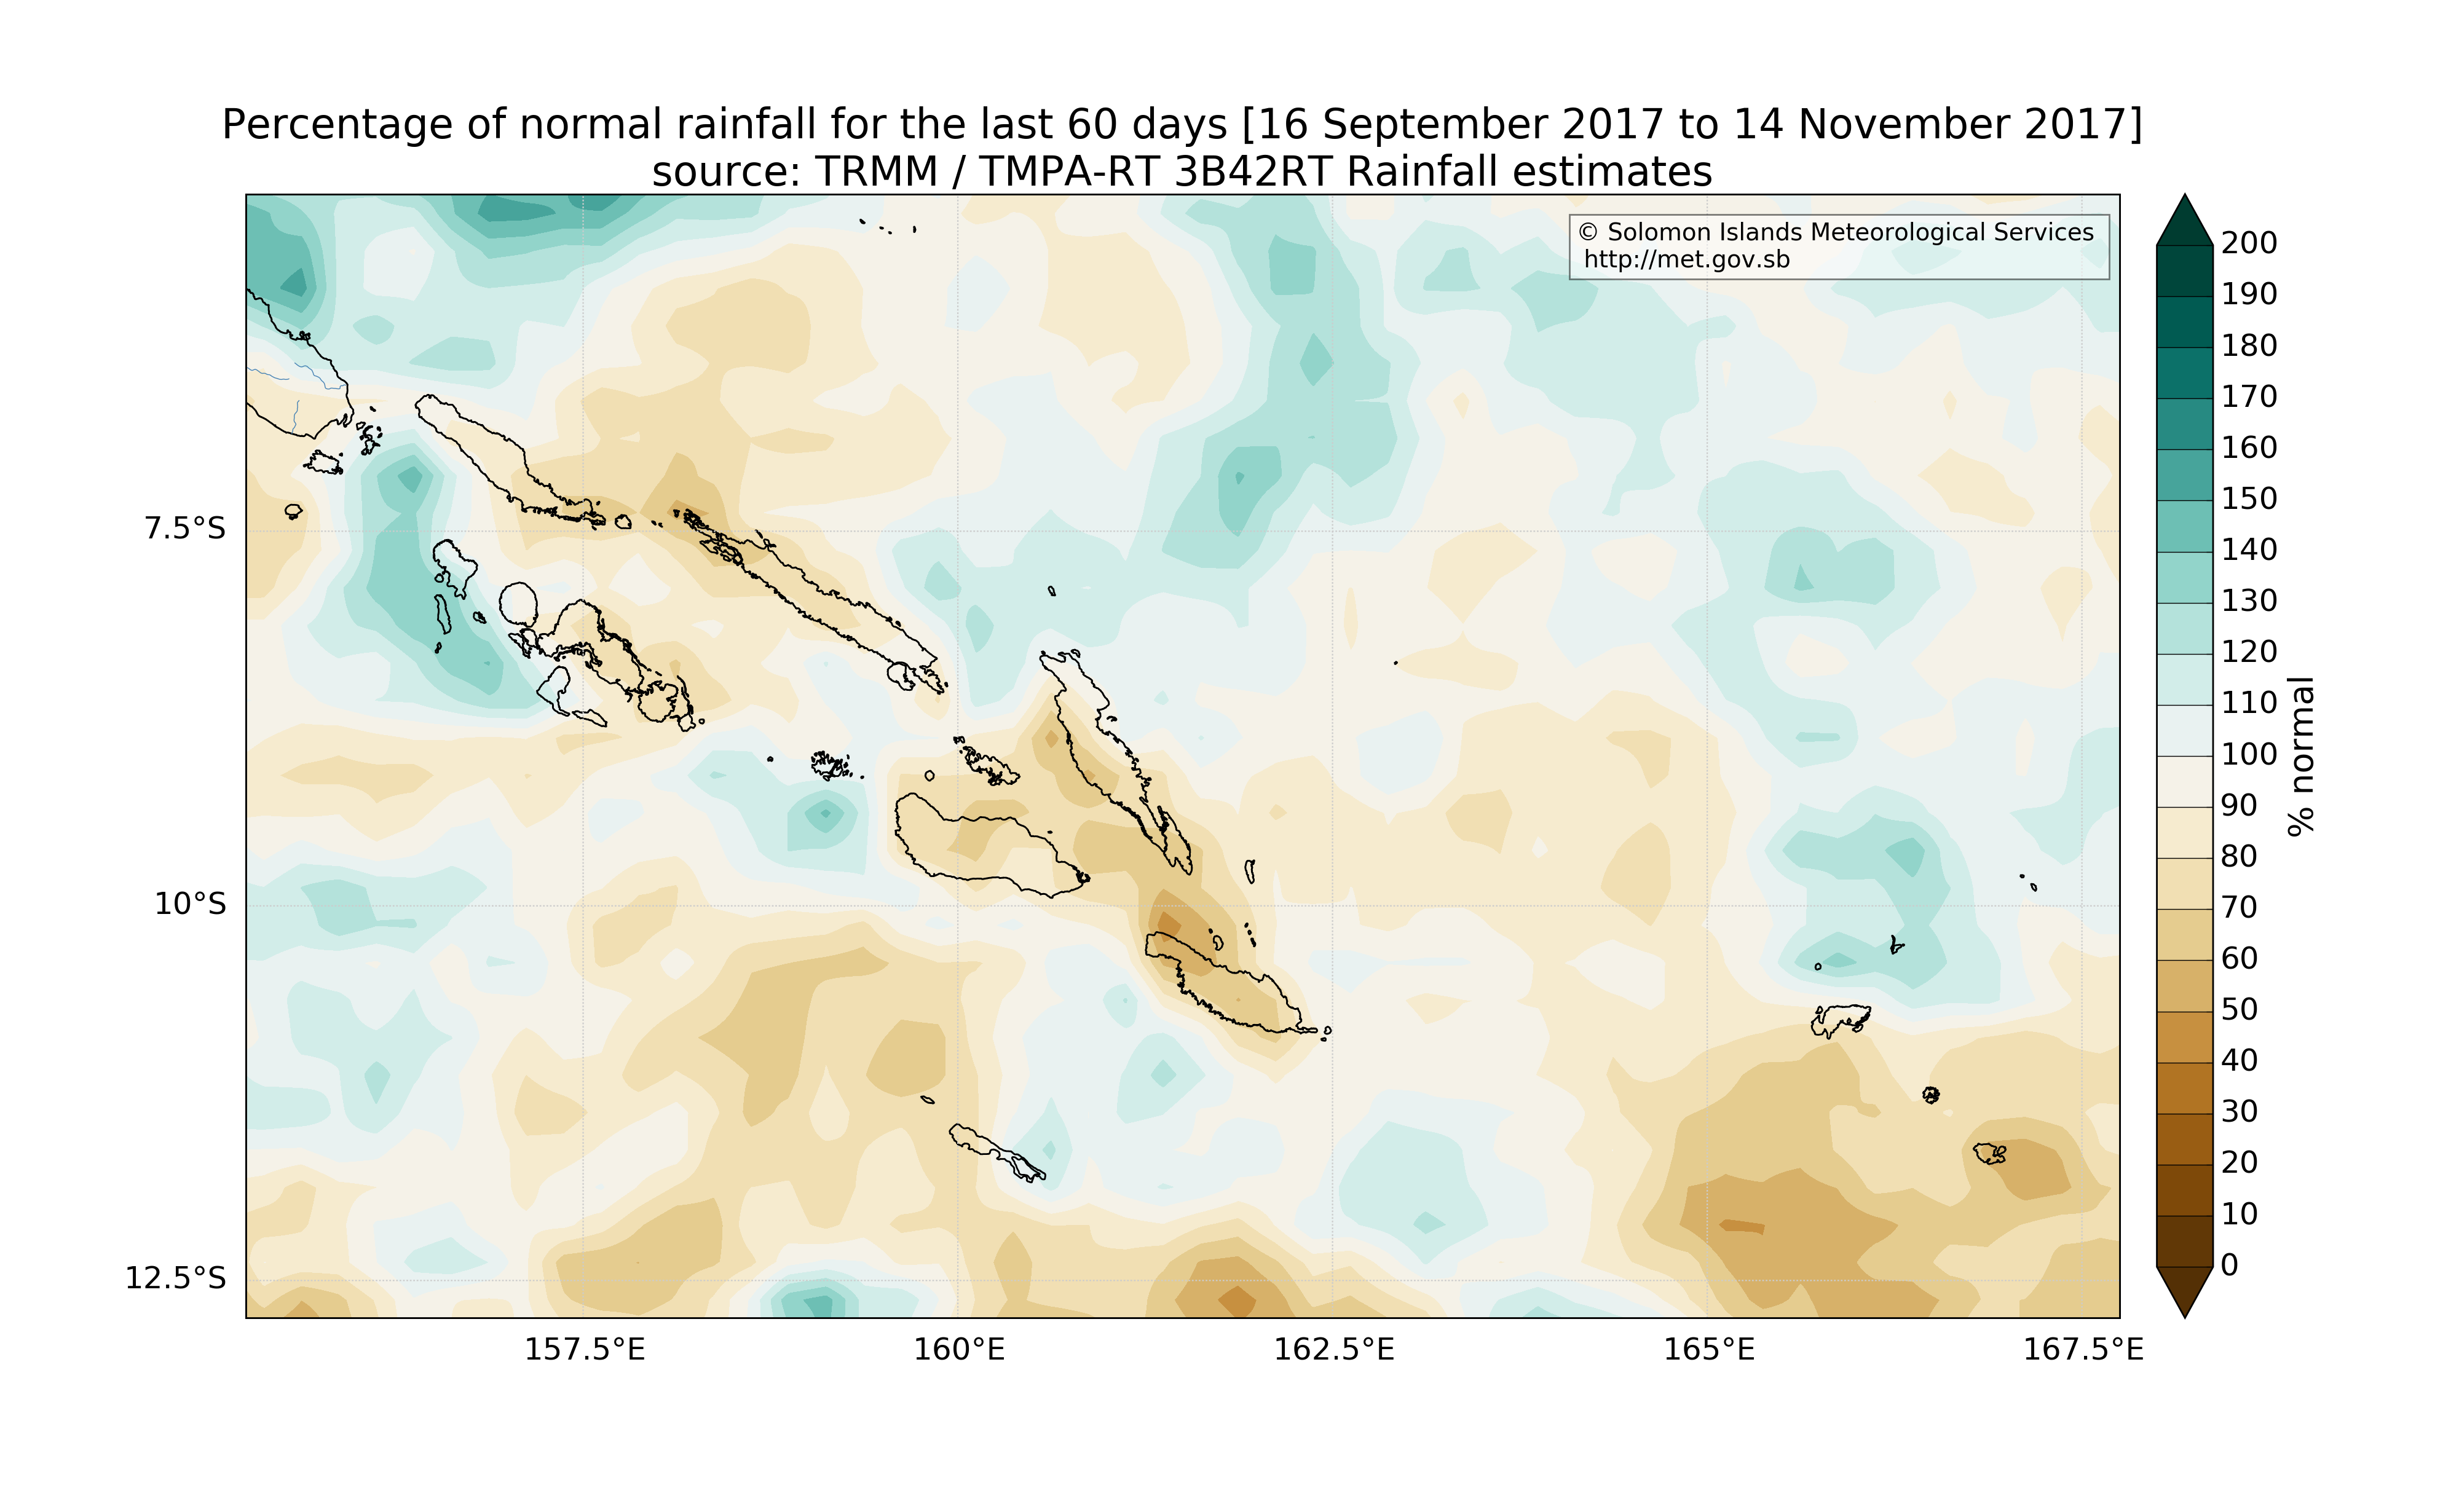 Percentage of normal rainfall for the last 60 days [16 September 2017 to 14 November 2017]
source: TRMM / TMPA-RT 3B42RT Rainfall estimates
© Solomon Islands Meteorological Services
http://met.gov.sb
7.5°S
10°S
12.5°S
157.5°E
160°E
162.5°E
165°E
167.5°E
200
190
180
170
160
150
140
130
120
110
100
90
80
70
60
50
40
30
20
10
0
% normal